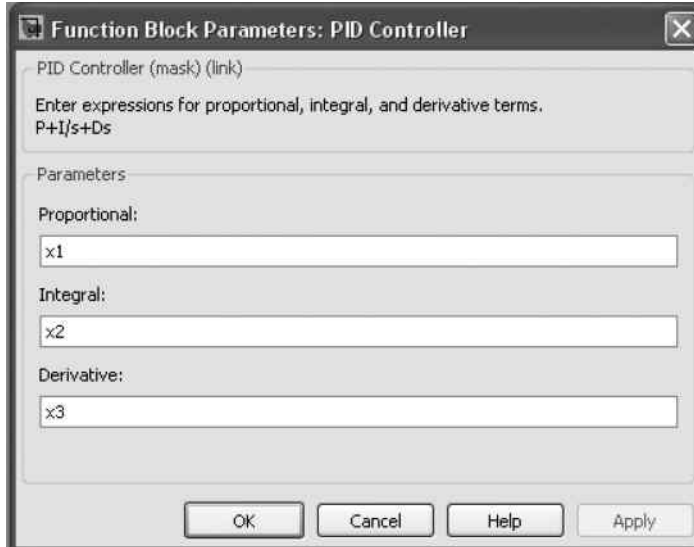 Function Block Parameters: PID Controller
PID Controller (mask) (link)
Enter expressions for proportional, integral, and derivative terms.
P+I/s+Ds
Parameters
Proportional:
x1
Integral:
x2
Derivative:
x3
OK Cancel Help Apply